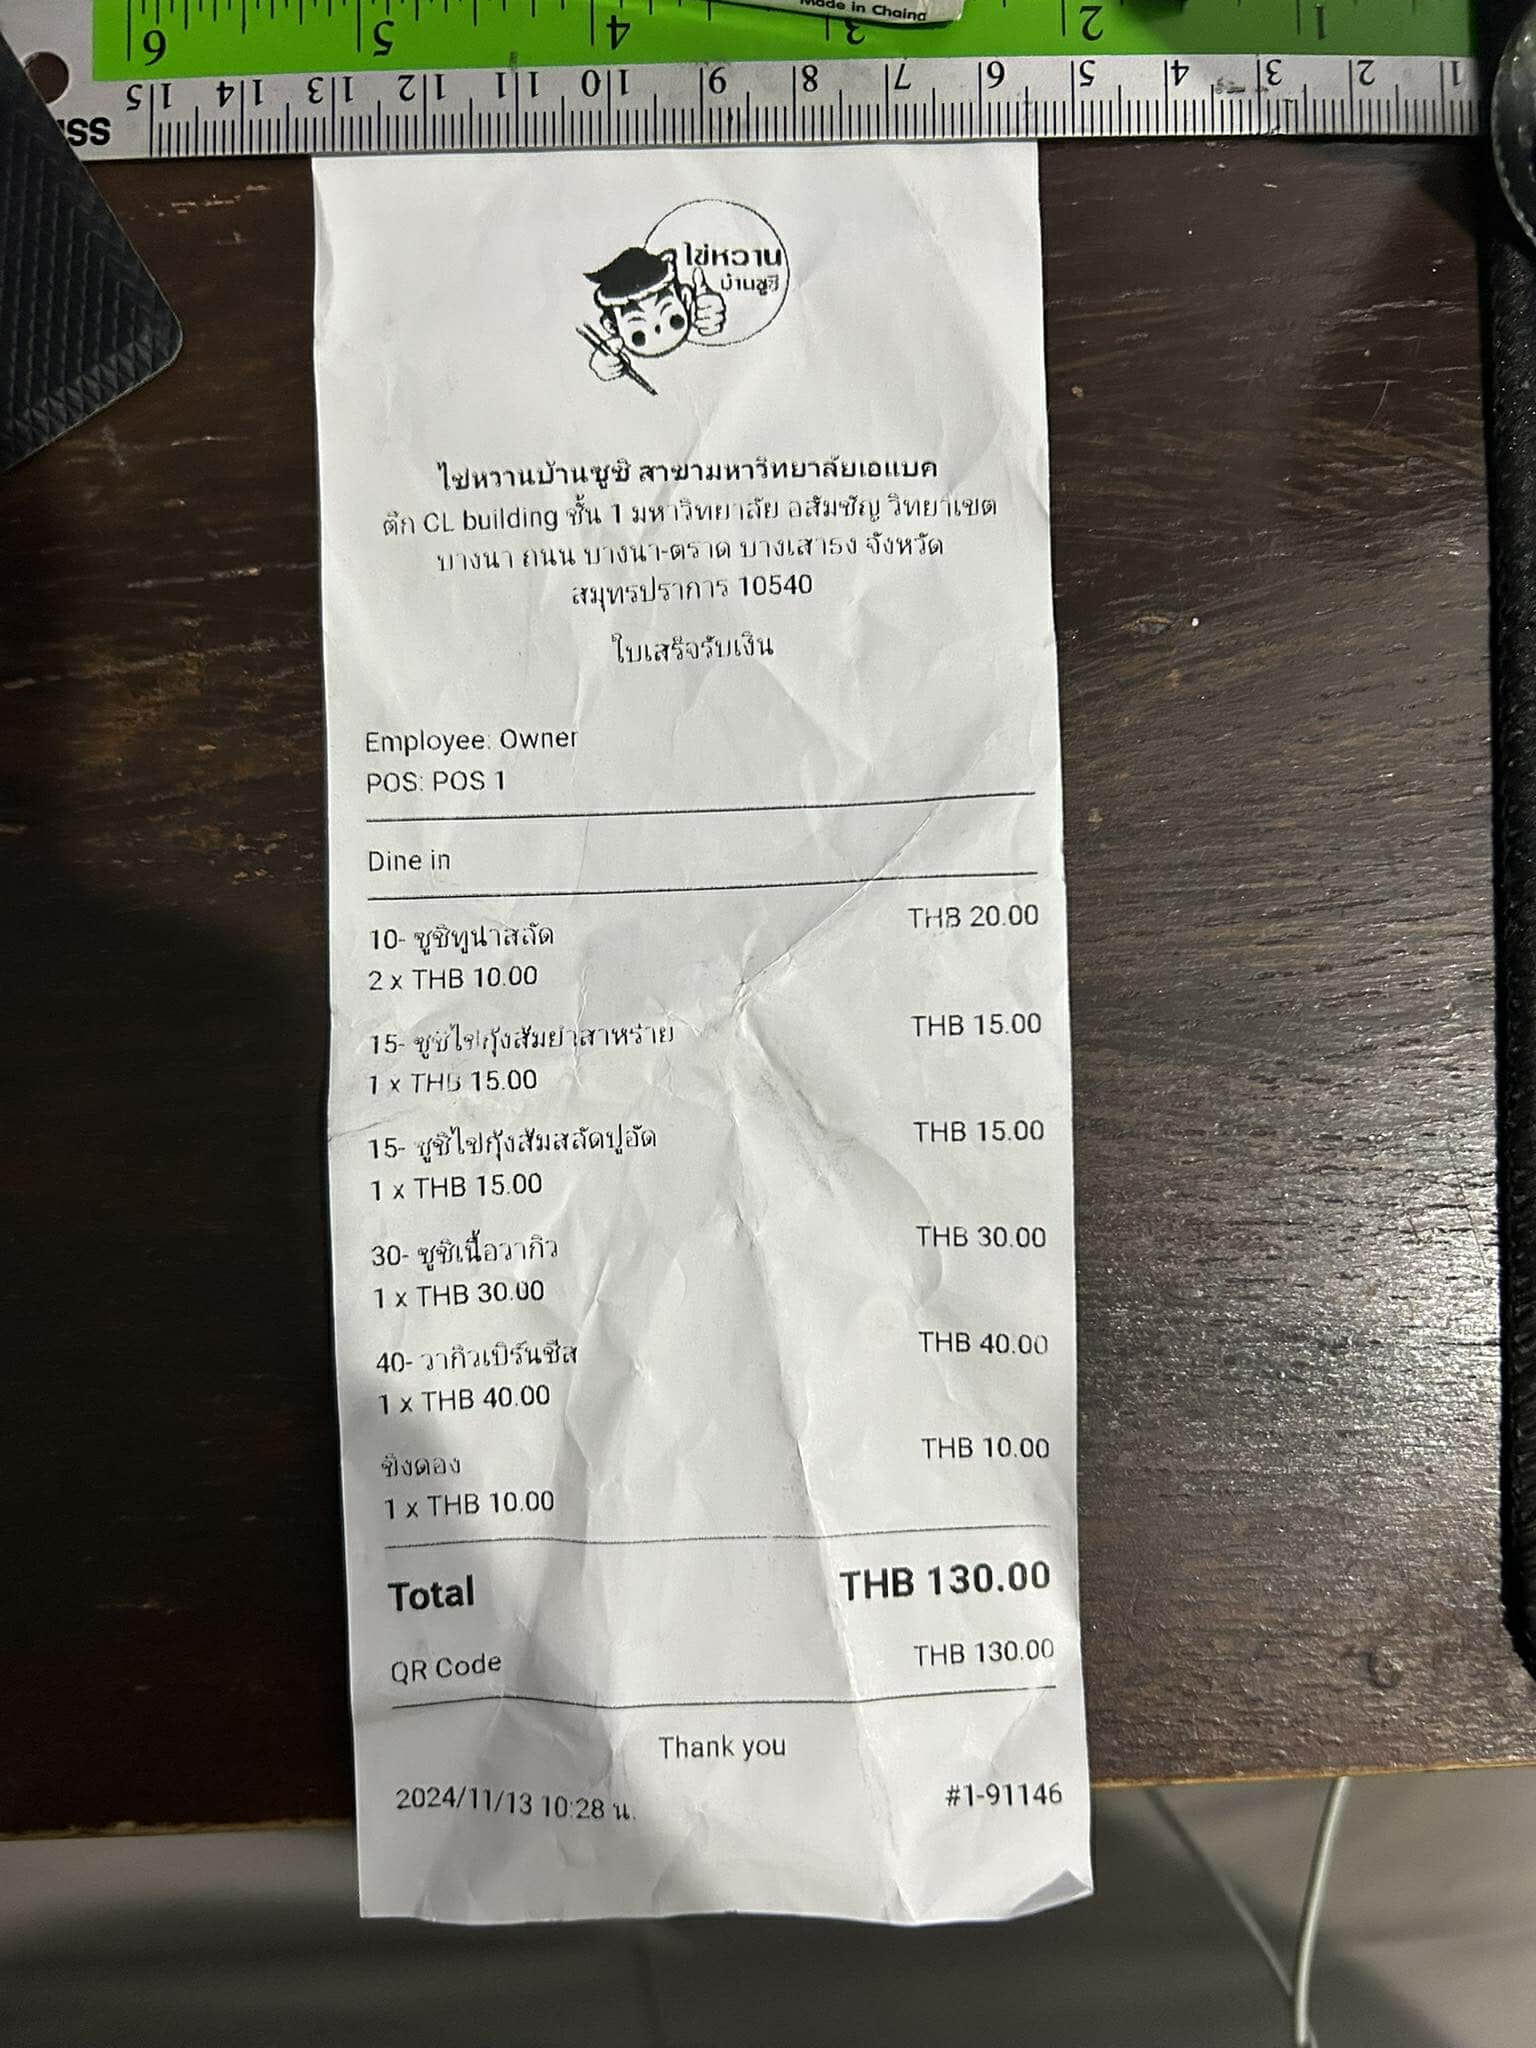 Made in Chaina
6 5 4 3 2 1
15 14 13 12 11 10 9 8 7 6 5 4 3 2 1
ss
ไข่หวาน
บ้านซูชิ
ไข่หวานบ้านซูชิ สาขามหาวิทยาลัยเอแบค
ตึก CL building ชั้น 1 มหาวิทยาลัย อัสสัมชัญ วิทยาเขต
บางนา ถนน บางนา-ตราด บางเสาธง จังหวัด
สมุทรปราการ 10540
ใบเสร็จรับเงิน
Employee: Owner
POS: POS 1
Dine in
10- ซูชิทูน่าสลัด THB 20.00
2 x THB 10.00
15- ซูชิไข่กุ้งส้มยำสาหร่าย THB 15.00
1 x THB 15.00
15- ซูชิไข่กุ้งส้มสลัดปูอัด THB 15.00
1 x THB 15.00
30- ซูชิเนื้อวากิว THB 30.00
1 x THB 30.00
40- วากิวเบิร์นชีส THB 40.00
1 x THB 40.00
ขิงดอง THB 10.00
1 x THB 10.00
Total THB 130.00
QR Code THB 130.00
Thank you
2024/11/13 10:28 น. #1-91146